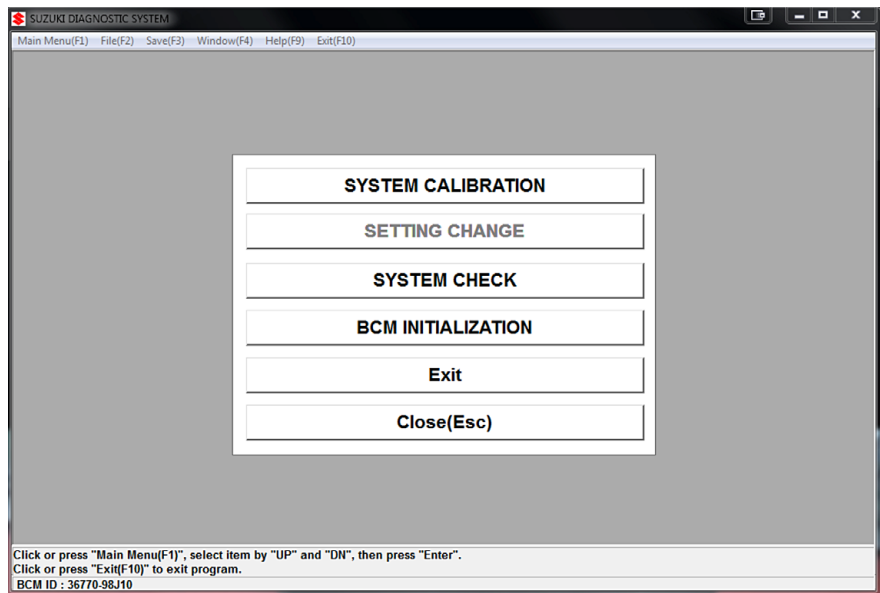 SUZUKI DIAGNOSTIC SYSTEM
Main Menu(F1) File(F2) Save(F3) Window(F4) Help(F9) Exit(F10)
SYSTEM CALIBRATION
SETTING CHANGE
SYSTEM CHECK
BCM INITIALIZATION
Exit
Close(Esc)
Click or press "Main Menu(F1)", select item by "UP" and "DN", then press "Enter".
Click or press "Exit(F10)" to exit program.
BCM ID : 36770-98J10